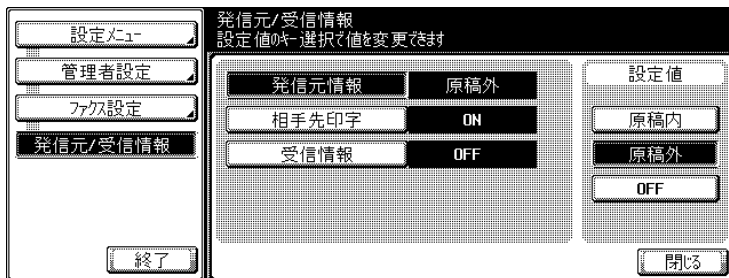 設定ﾒﾆｭｰ
管理者設定
ﾌｧｸｽ設定
発信元/受信情報
終了
発信元/受信情報
設定値のｷｰ選択で値を変更できます
発信元情報 原稿外
相手先印字 ON
受信情報 OFF
設定値
原稿内
原稿外
OFF
閉じる